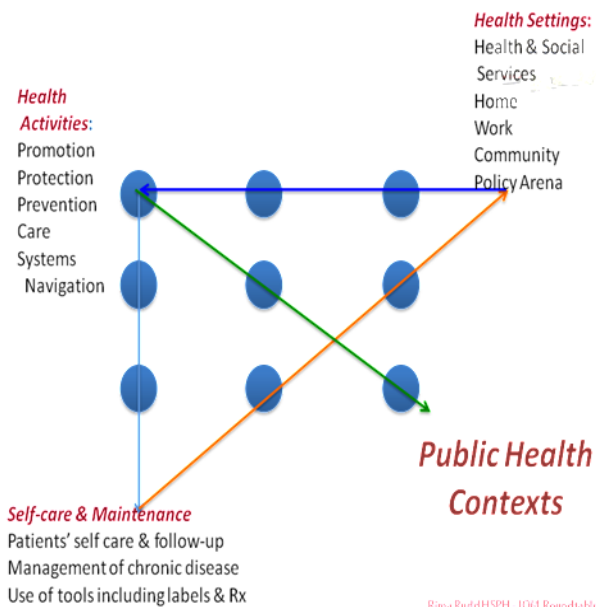 Health Settings:
Health & Social
Services
Home
Work
Community
Policy Arena
Health
Activities:
Promotion
Protection
Prevention
Care
Systems
Navigation
Public Health
Contexts
Self-care & Maintenance
Patients' self care & follow-up
Management of chronic disease
Use of tools including labels & Rx